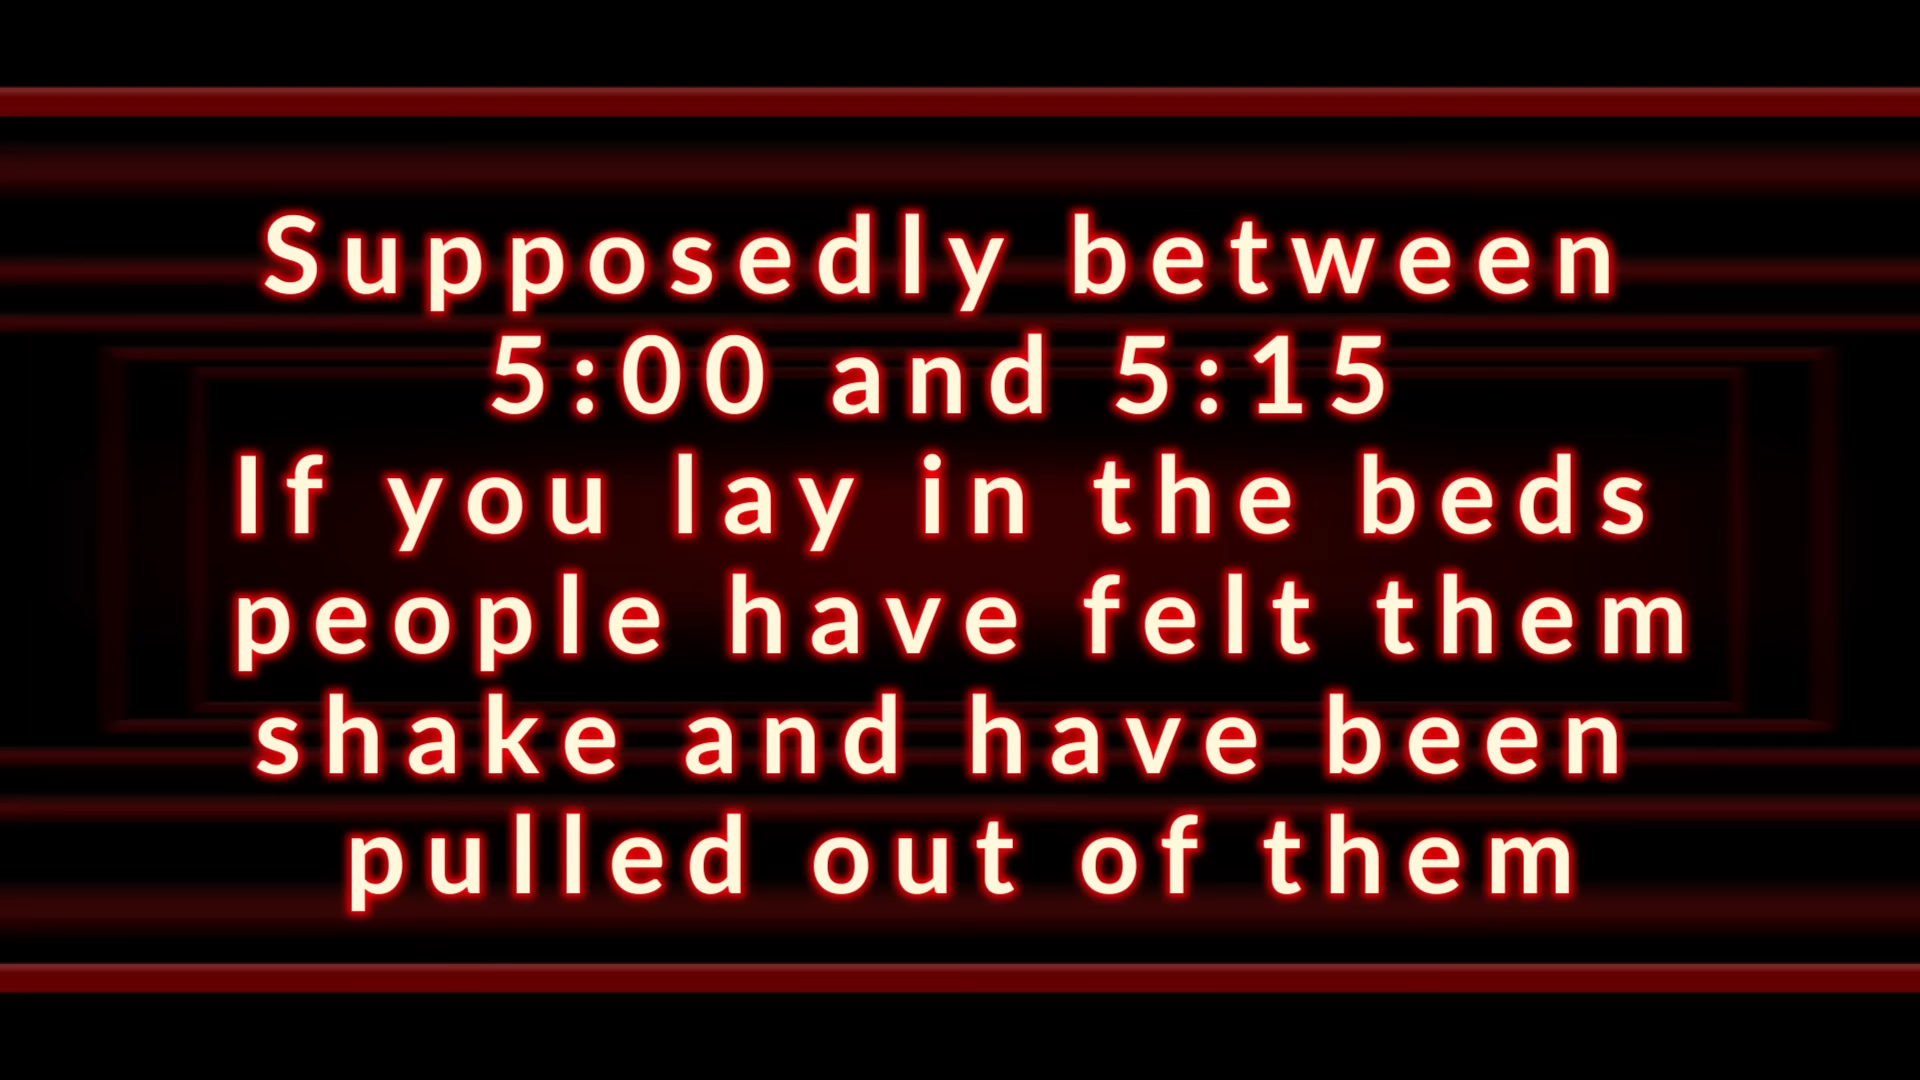 Supposedly between
5:00 and 5:15
If you lay in the beds
people have felt them
shake and have been
pulled out of them